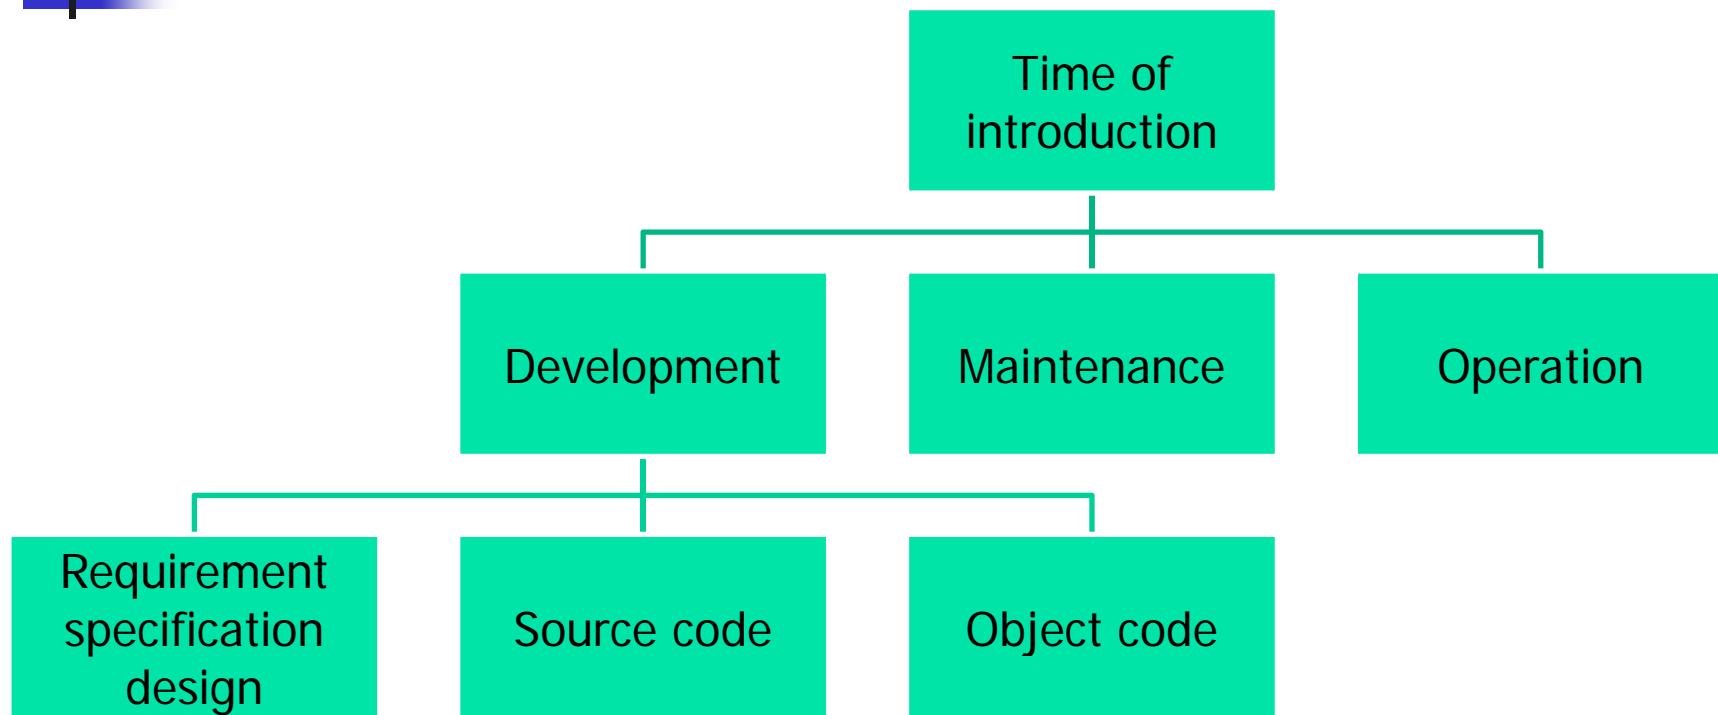 Time of
introduction
Development
Maintenance
Operation
Requirement
specification
design
Source code
Object code